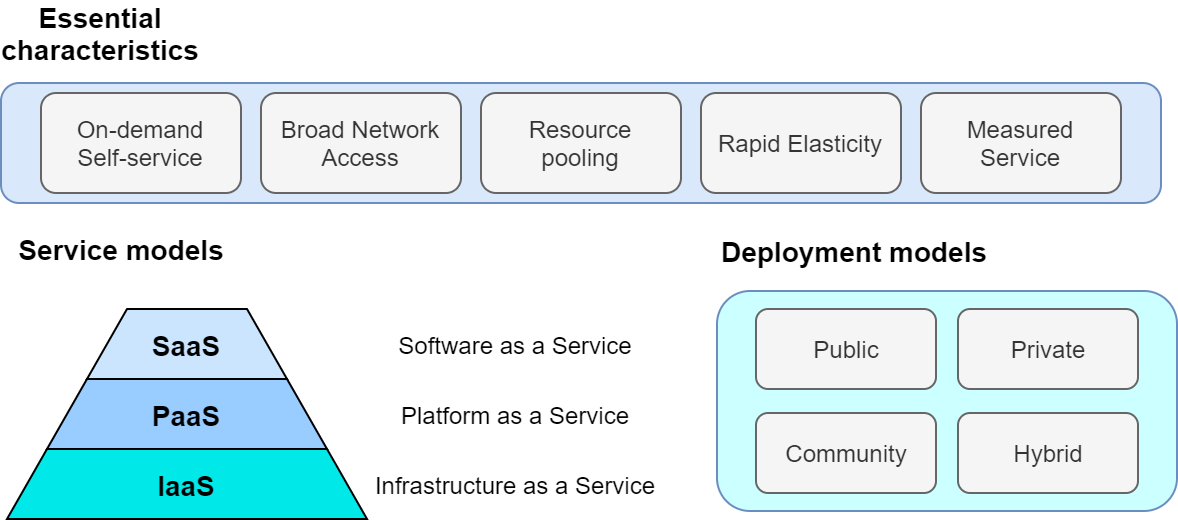 Essential
characteristics
On-demand
Self-service
Broad Network
Access
Resource
pooling
Rapid Elasticity
Measured
Service
Service models
SaaS
Software as a Service
PaaS
Platform as a Service
IaaS
Infrastructure as a Service
Deployment models
Public
Private
Community
Hybrid